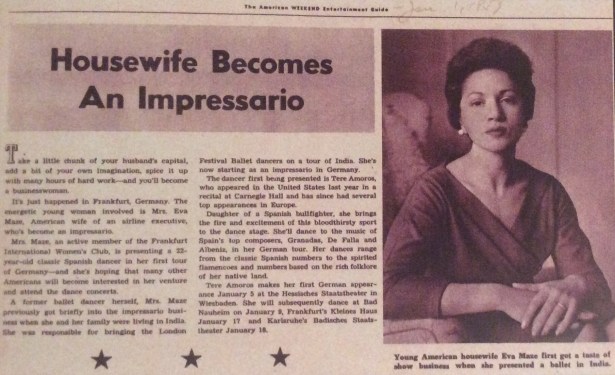 The American WEEKEND Entertainment Guide
Housewife Becomes
An Impressario
Take a little chunk of your husband's capital,
add a bit of your own imagination, spice it up
with many hours of hard work—and you'll become
a businesswoman.
It's just happened in Frankfurt, Germany. The
energetic young woman involved is Mrs. Eva
Maze, American wife of an airline executive,
who's become an impressario.
Mrs. Maze, an active member of the Frankfurt
International Women's Club, is presenting a 22-
year-old classic Spanish dancer in her first tour
of Germany—and she's hoping that many other
Americans will become interested in her venture
and attend the dance concerts.
A former ballet dancer herself, Mrs. Maze
previously got briefly into the impressario busi-
ness when she and her family were living in India.
She was responsible for bringing the London
Festival Ballet dancers on a tour of India. She's
now starting as an impressario in Germany.
The dancer first being presented is Tere Amoros,
who appeared in the United States last year in a
recital at Carnegie Hall and has since had several
top appearances in Europe.
Daughter of a Spanish bullfighter, she brings
the fire and excitement of this bloodthirsty sport
to the dance stage. She'll dance to the music of
Spain's top composers, Granadas, De Falla and
Albeniz, in her German tour. Her dances range
from the classic Spanish numbers to the spirited
flammencos and numbers based on the rich folklore
of her native land.
Tere Amoros makes her first German appear-
ance January 5 at the Hessisches Staatstheater in
Wiesbaden. She will subsequently dance at Bad
Nauheim on January 9, Frankfurt's Kleines Haus
January 17 and Karlsruhe's Badisches Staats-
theater January 18.
Young American housewife Eva Maze first got a taste of
show business when she presented a ballet in India.